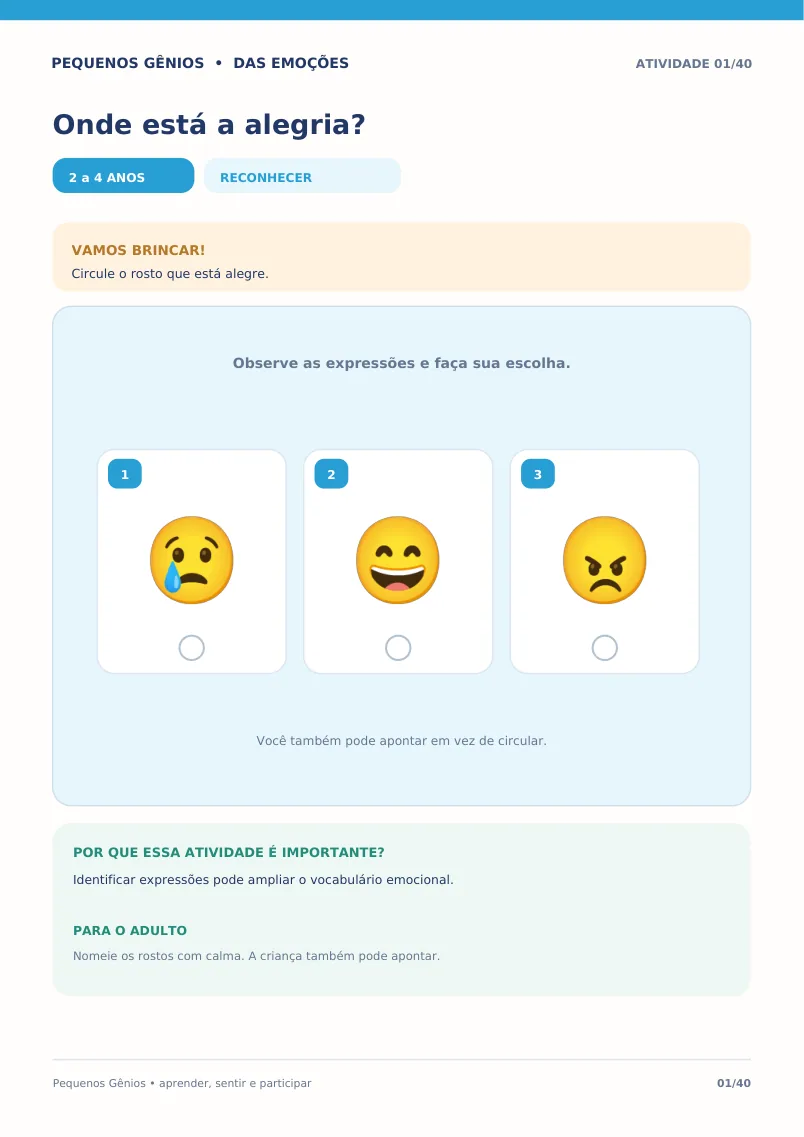 PEQUENOS GÊNIOS • DAS EMOÇÕES
ATIVIDADE 01/40
Onde está a alegria?
2 a 4 ANOS
RECONHECER
VAMOS BRINCAR!
Circule o rosto que está alegre.
Observe as expressões e faça sua escolha.
1
2
3
Você também pode apontar em vez de circular.
POR QUE ESSA ATIVIDADE É IMPORTANTE?
Identificar expressões pode ampliar o vocabulário emocional.
PARA O ADULTO
Nomeie os rostos com calma. A criança também pode apontar.
Pequenos Gênios • aprender, sentir e participar
01/40